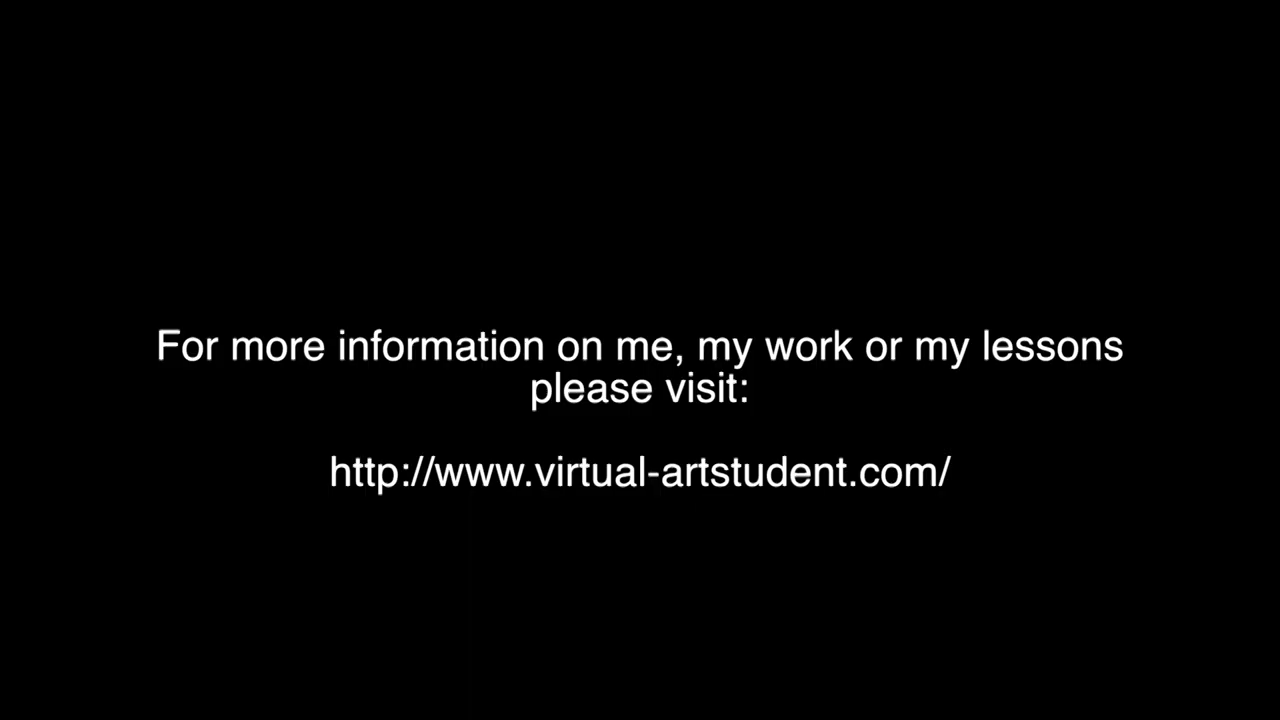 For more information on me, my work or my lessons
please visit:
http://www.virtual-artstudent.com/